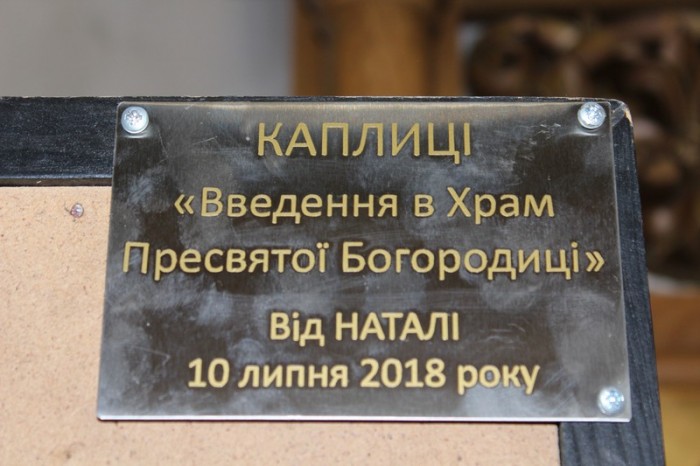 КАПЛИЦІ
«Введення в Храм
Пресвятої Богородиці»
Від НАТАЛІ
10 липня 2018 року